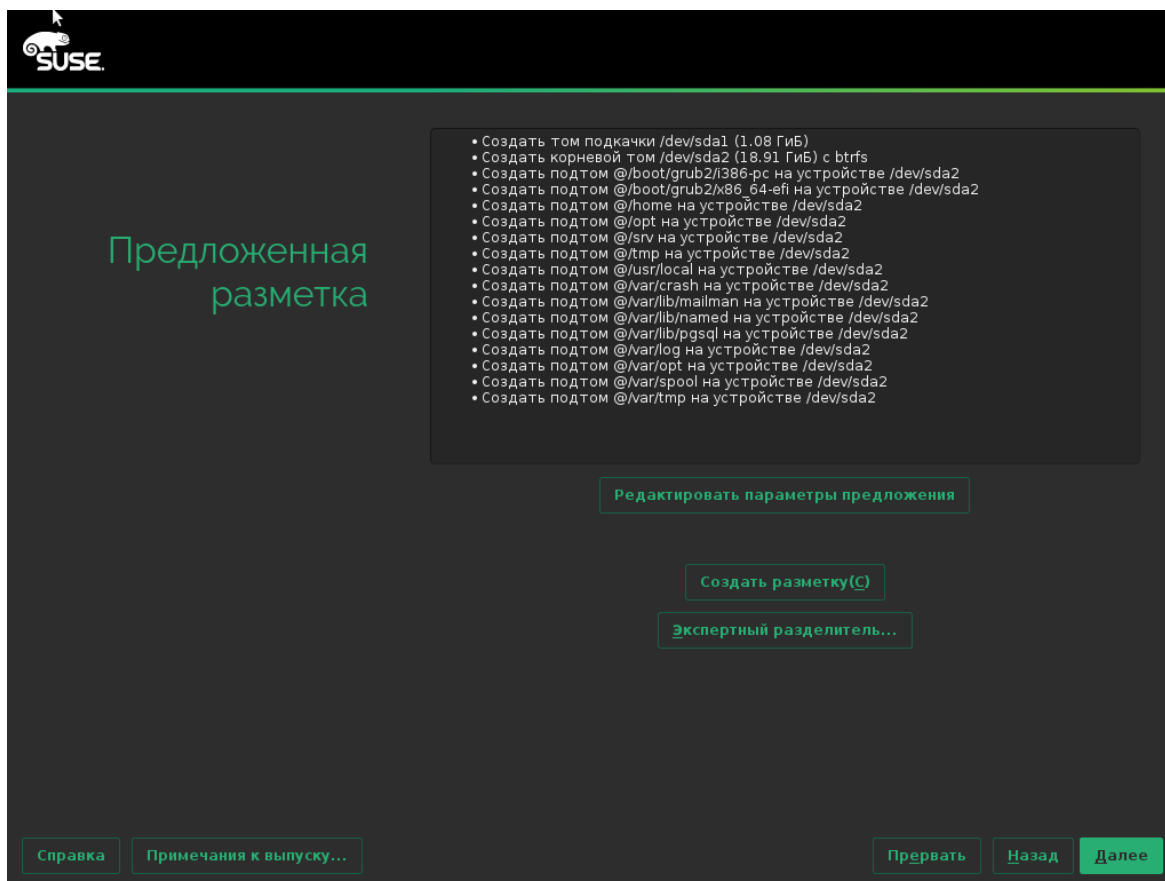 SUSE.
Предложенная
разметка
• Создать том подкачки /dev/sda1 (1.08 ГиБ)
• Создать корневой том /dev/sda2 (18.91 ГиБ) с btrfs
• Создать подтом @/boot/grub2/i386-pc на устройстве /dev/sda2
• Создать подтом @/boot/grub2/x86_64-efi на устройстве /dev/sda2
• Создать подтом @/home на устройстве /dev/sda2
• Создать подтом @/opt на устройстве /dev/sda2
• Создать подтом @/srv на устройстве /dev/sda2
• Создать подтом @/tmp на устройстве /dev/sda2
• Создать подтом @/usr/local на устройстве /dev/sda2
• Создать подтом @/var/crash на устройстве /dev/sda2
• Создать подтом @/var/lib/mailman на устройстве /dev/sda2
• Создать подтом @/var/lib/named на устройстве /dev/sda2
• Создать подтом @/var/lib/pgsql на устройстве /dev/sda2
• Создать подтом @/var/log на устройстве /dev/sda2
• Создать подтом @/var/opt на устройстве /dev/sda2
• Создать подтом @/var/spool на устройстве /dev/sda2
• Создать подтом @/var/tmp на устройстве /dev/sda2
Редактировать параметры предложения
Создать разметку(С)
Экспертный разделитель...
Справка
Примечания к выпуску...
Прервать
Назад
Далее